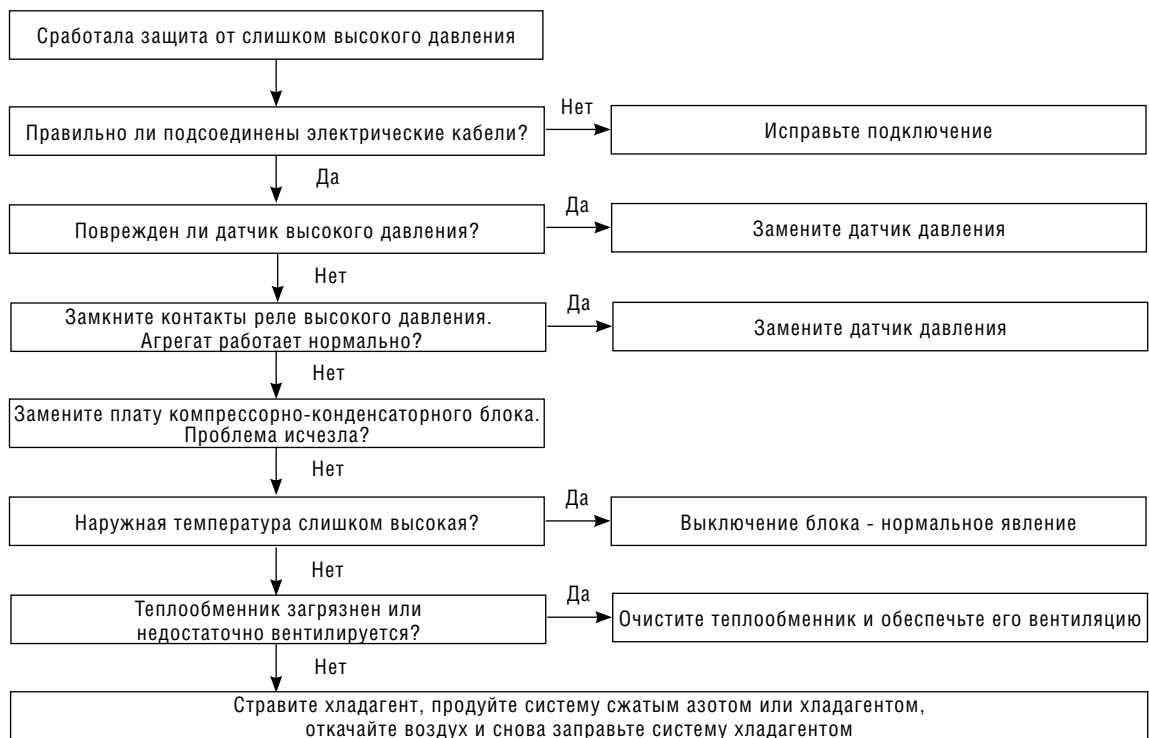 Сработала защита от слишком высокого давления
Правильно ли подсоединены электрические кабели?
Нет
Исправьте подключение
Да
Поврежден ли датчик высокого давления?
Да
Замените датчик давления
Нет
Замкните контакты реле высокого давления.
Агрегат работает нормально?
Да
Замените датчик давления
Нет
Замените плату компрессорно-конденсаторного блока.
Проблема исчезла?
Нет
Наружная температура слишком высокая?
Да
Выключение блока - нормальное явление
Нет
Теплообменник загрязнен или
недостаточно вентилируется?
Да
Очистите теплообменник и обеспечьте его вентиляцию
Нет
Стравите хладагент, продуйте систему сжатым азотом или хладагентом,
откачайте воздух и снова заправьте систему хладагентом